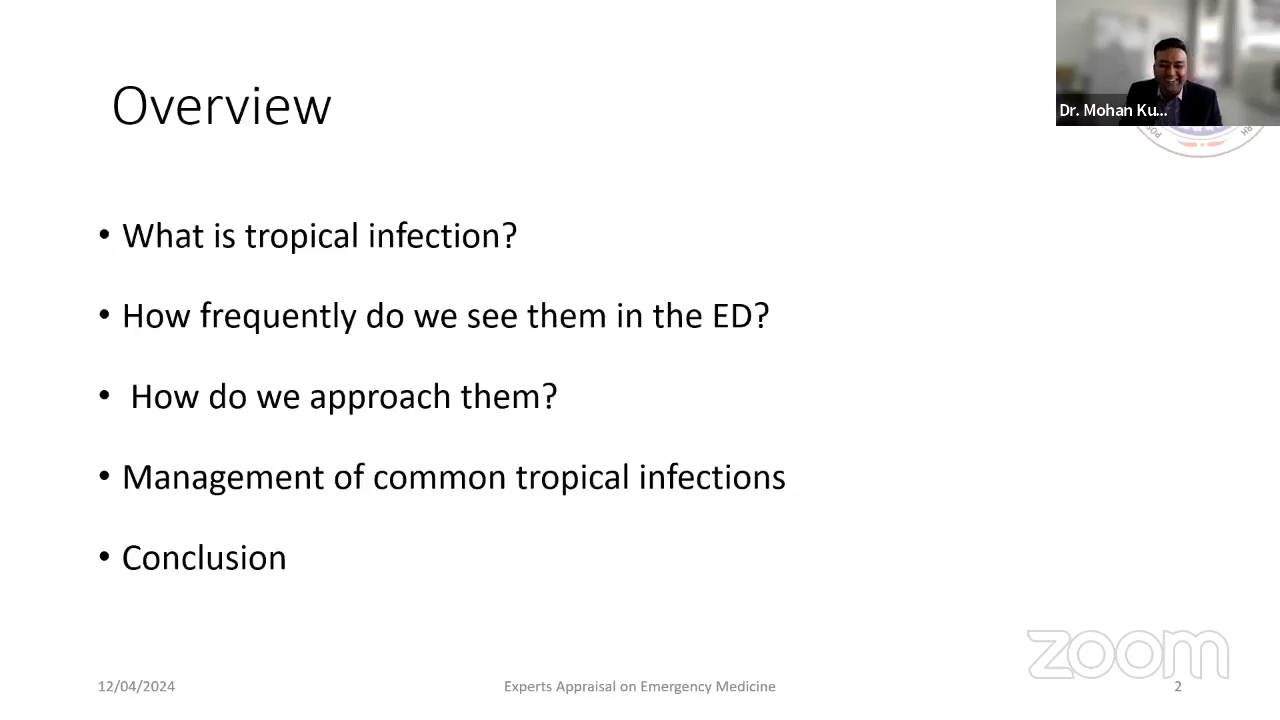 Overview
Dr. Mohan Ku...
• What is tropical infection?
• How frequently do we see them in the ED?
• How do we approach them?
• Management of common tropical infections
• Conclusion
zoom
12/04/2024
Experts Appraisal on Emergency Medicine
2